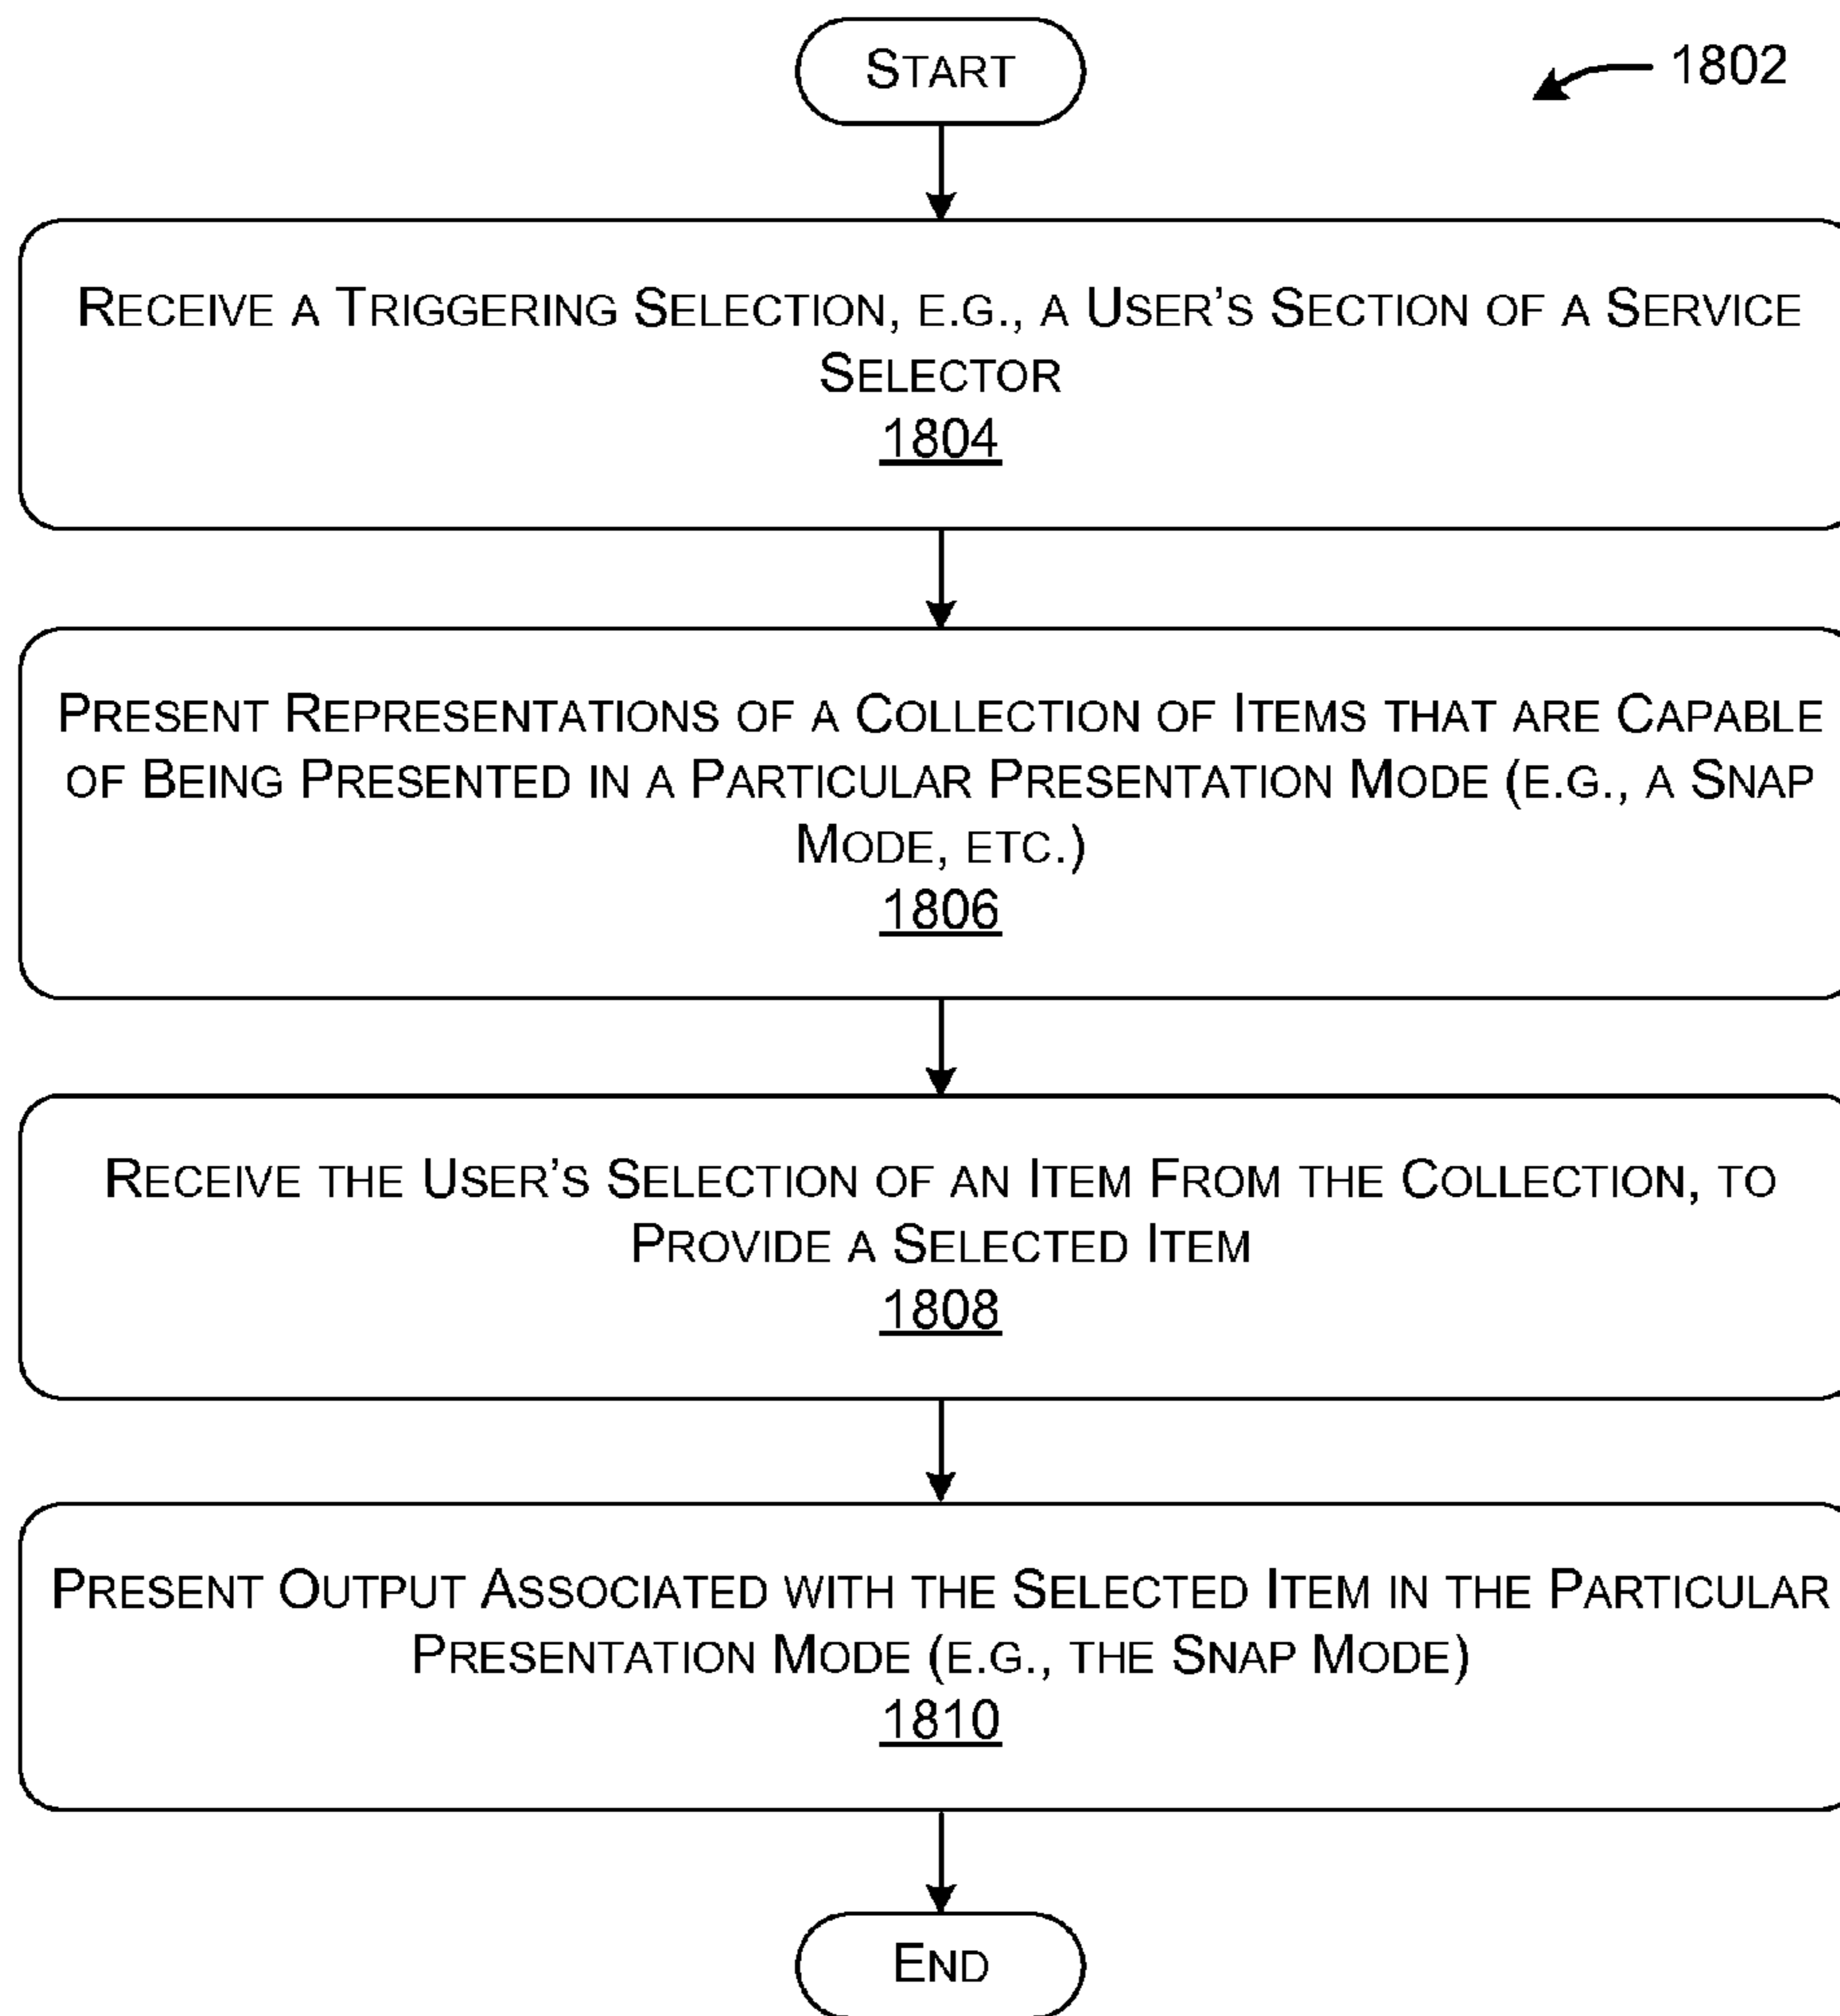 START
1802
RECEIVE A TRIGGERING SELECTION, E.G., A USER'S SECTION OF A SERVICE
SELECTOR
1804
PRESENT REPRESENTATIONS OF A COLLECTION OF ITEMS THAT ARE CAPABLE
OF BEING PRESENTED IN A PARTICULAR PRESENTATION MODE (E.G., A SNAP
MODE, ETC.)
1806
RECEIVE THE USER'S SELECTION OF AN ITEM FROM THE COLLECTION, TO
PROVIDE A SELECTED ITEM
1808
PRESENT OUTPUT ASSOCIATED WITH THE SELECTED ITEM IN THE PARTICULAR
PRESENTATION MODE (E.G., THE SNAP MODE)
1810
END